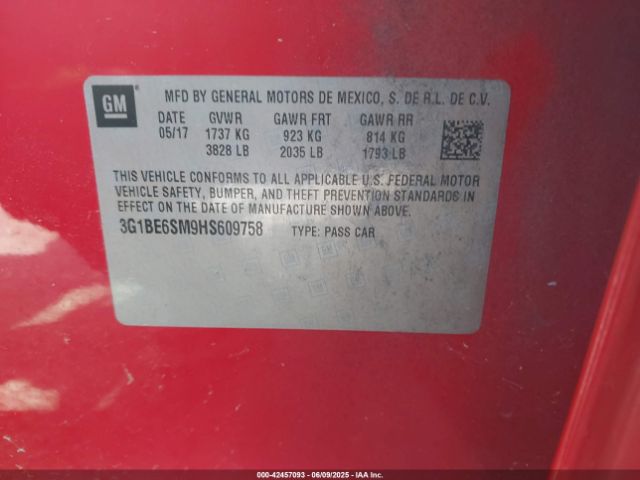 GM
MFD BY GENERAL MOTORS DE MEXICO, S. DE R.L. DE C.V.
DATE GVWR GAWR FRT GAWR RR
05/17 1737 KG 923 KG 814 KG
3828 LB 2035 LB 1793 LB
THIS VEHICLE CONFORMS TO ALL APPLICABLE U.S. FEDERAL MOTOR
VEHICLE SAFETY, BUMPER, AND THEFT PREVENTION STANDARDS IN
EFFECT ON THE DATE OF MANUFACTURE SHOWN ABOVE.
3G1BE6SM9HS609758 TYPE: PASS CAR
000-42457093 - 06/09/2025 - IAA Inc. (TM)